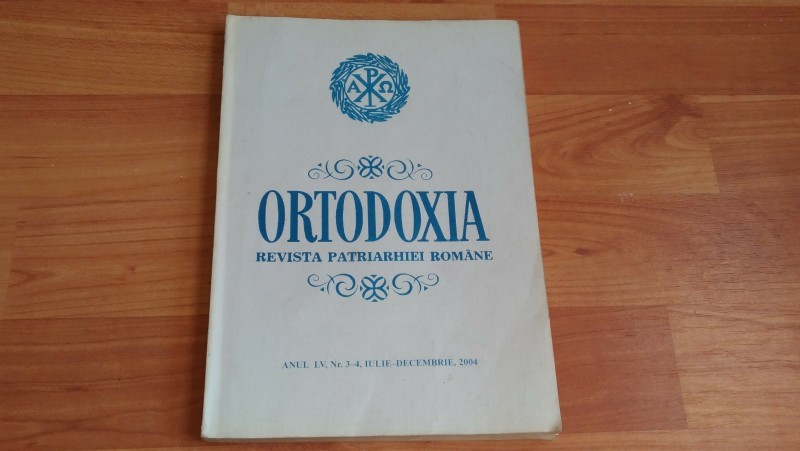 Α Ρ Ω
ORTODOXIA
REVISTA PATRIARHIEI ROMÂNE
ANUL LV, Nr. 3–4, IULIE–DECEMBRIE, 2004